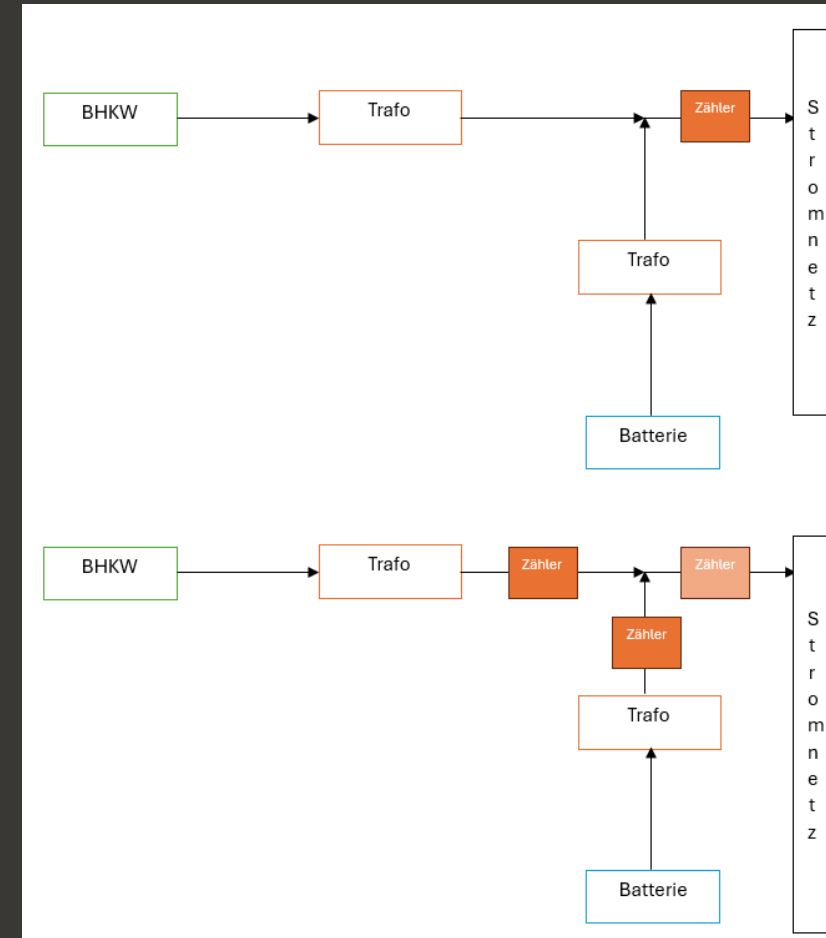 BHKW
Trafo
Zähler
S
t
r
o
m
n
e
t
z
Trafo
Batterie
BHKW
Trafo
Zähler
Zähler
Zähler
S
t
r
o
m
n
e
t
z
Trafo
Batterie